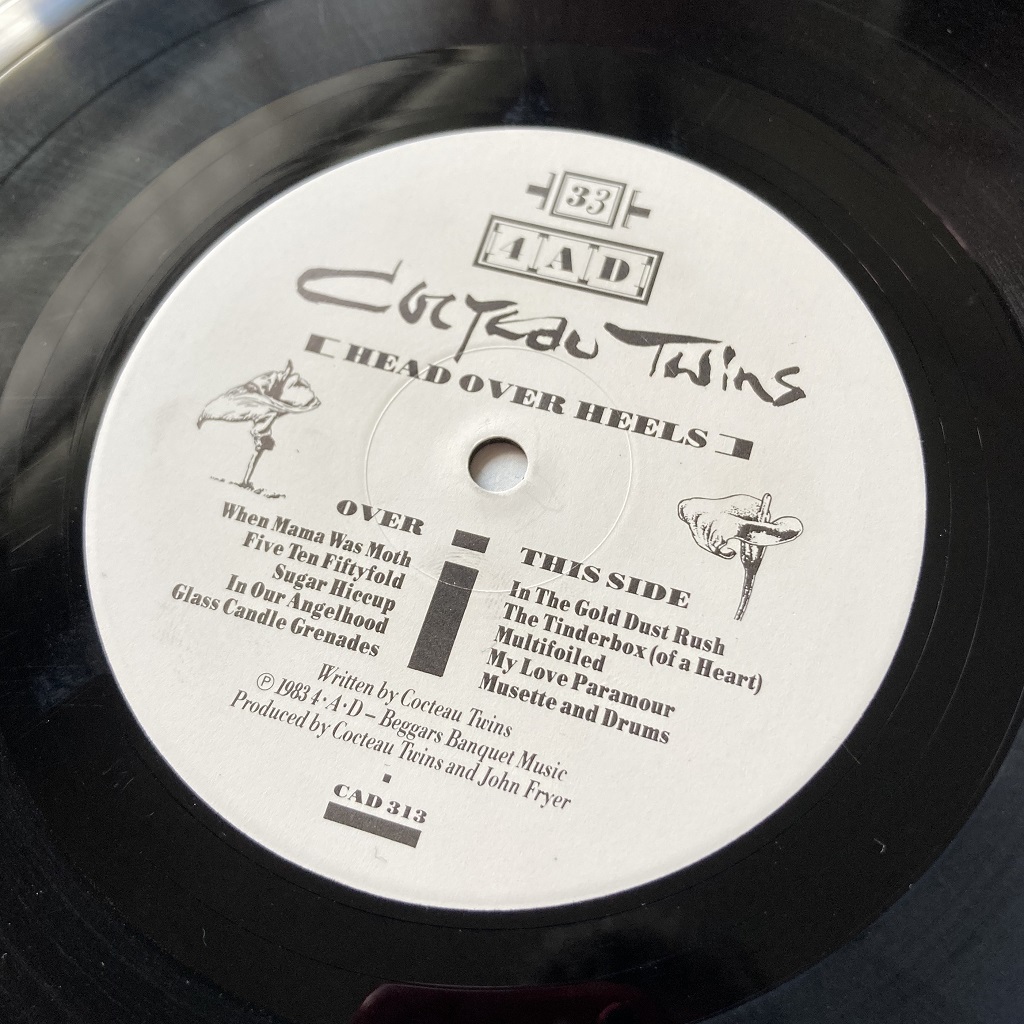 33
4AD
Cocteau Twins
HEAD OVER HEELS
OVER
When Mama Was Moth
Five Ten Fiftyfold
Sugar Hiccup
In Our Angelhood
Glass Candle Grenades
THIS SIDE
In The Gold Dust Rush
The Tinderbox (of a Heart)
Multifoiled
My Love Paramour
Musette and Drums
Written by Cocteau Twins
℗ 1983 4·A·D – Beggars Banquet Music
Produced by Cocteau Twins and John Fryer
CAD 313